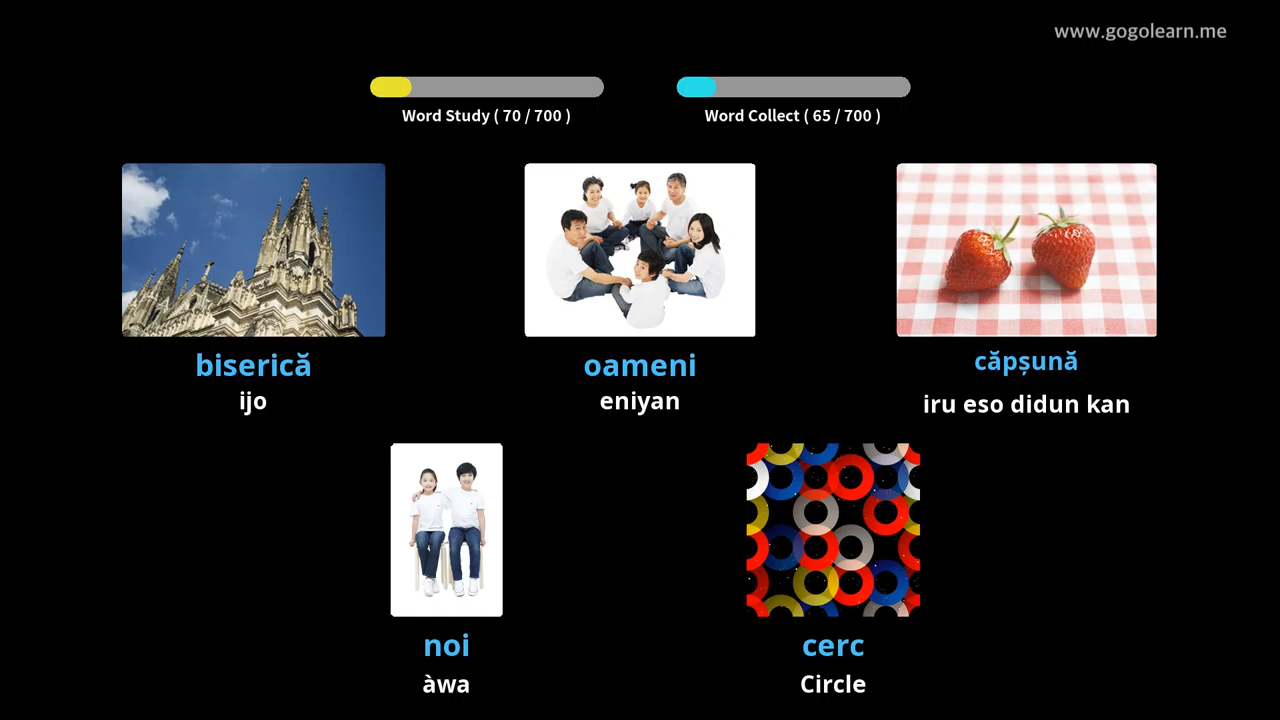 www.gogolearn.me
Word Study ( 70 / 700 )
Word Collect ( 65 / 700 )
biserică
ijo
oameni
eniyan
căpșună
iru eso didun kan
noi
àwa
cerc
Circle